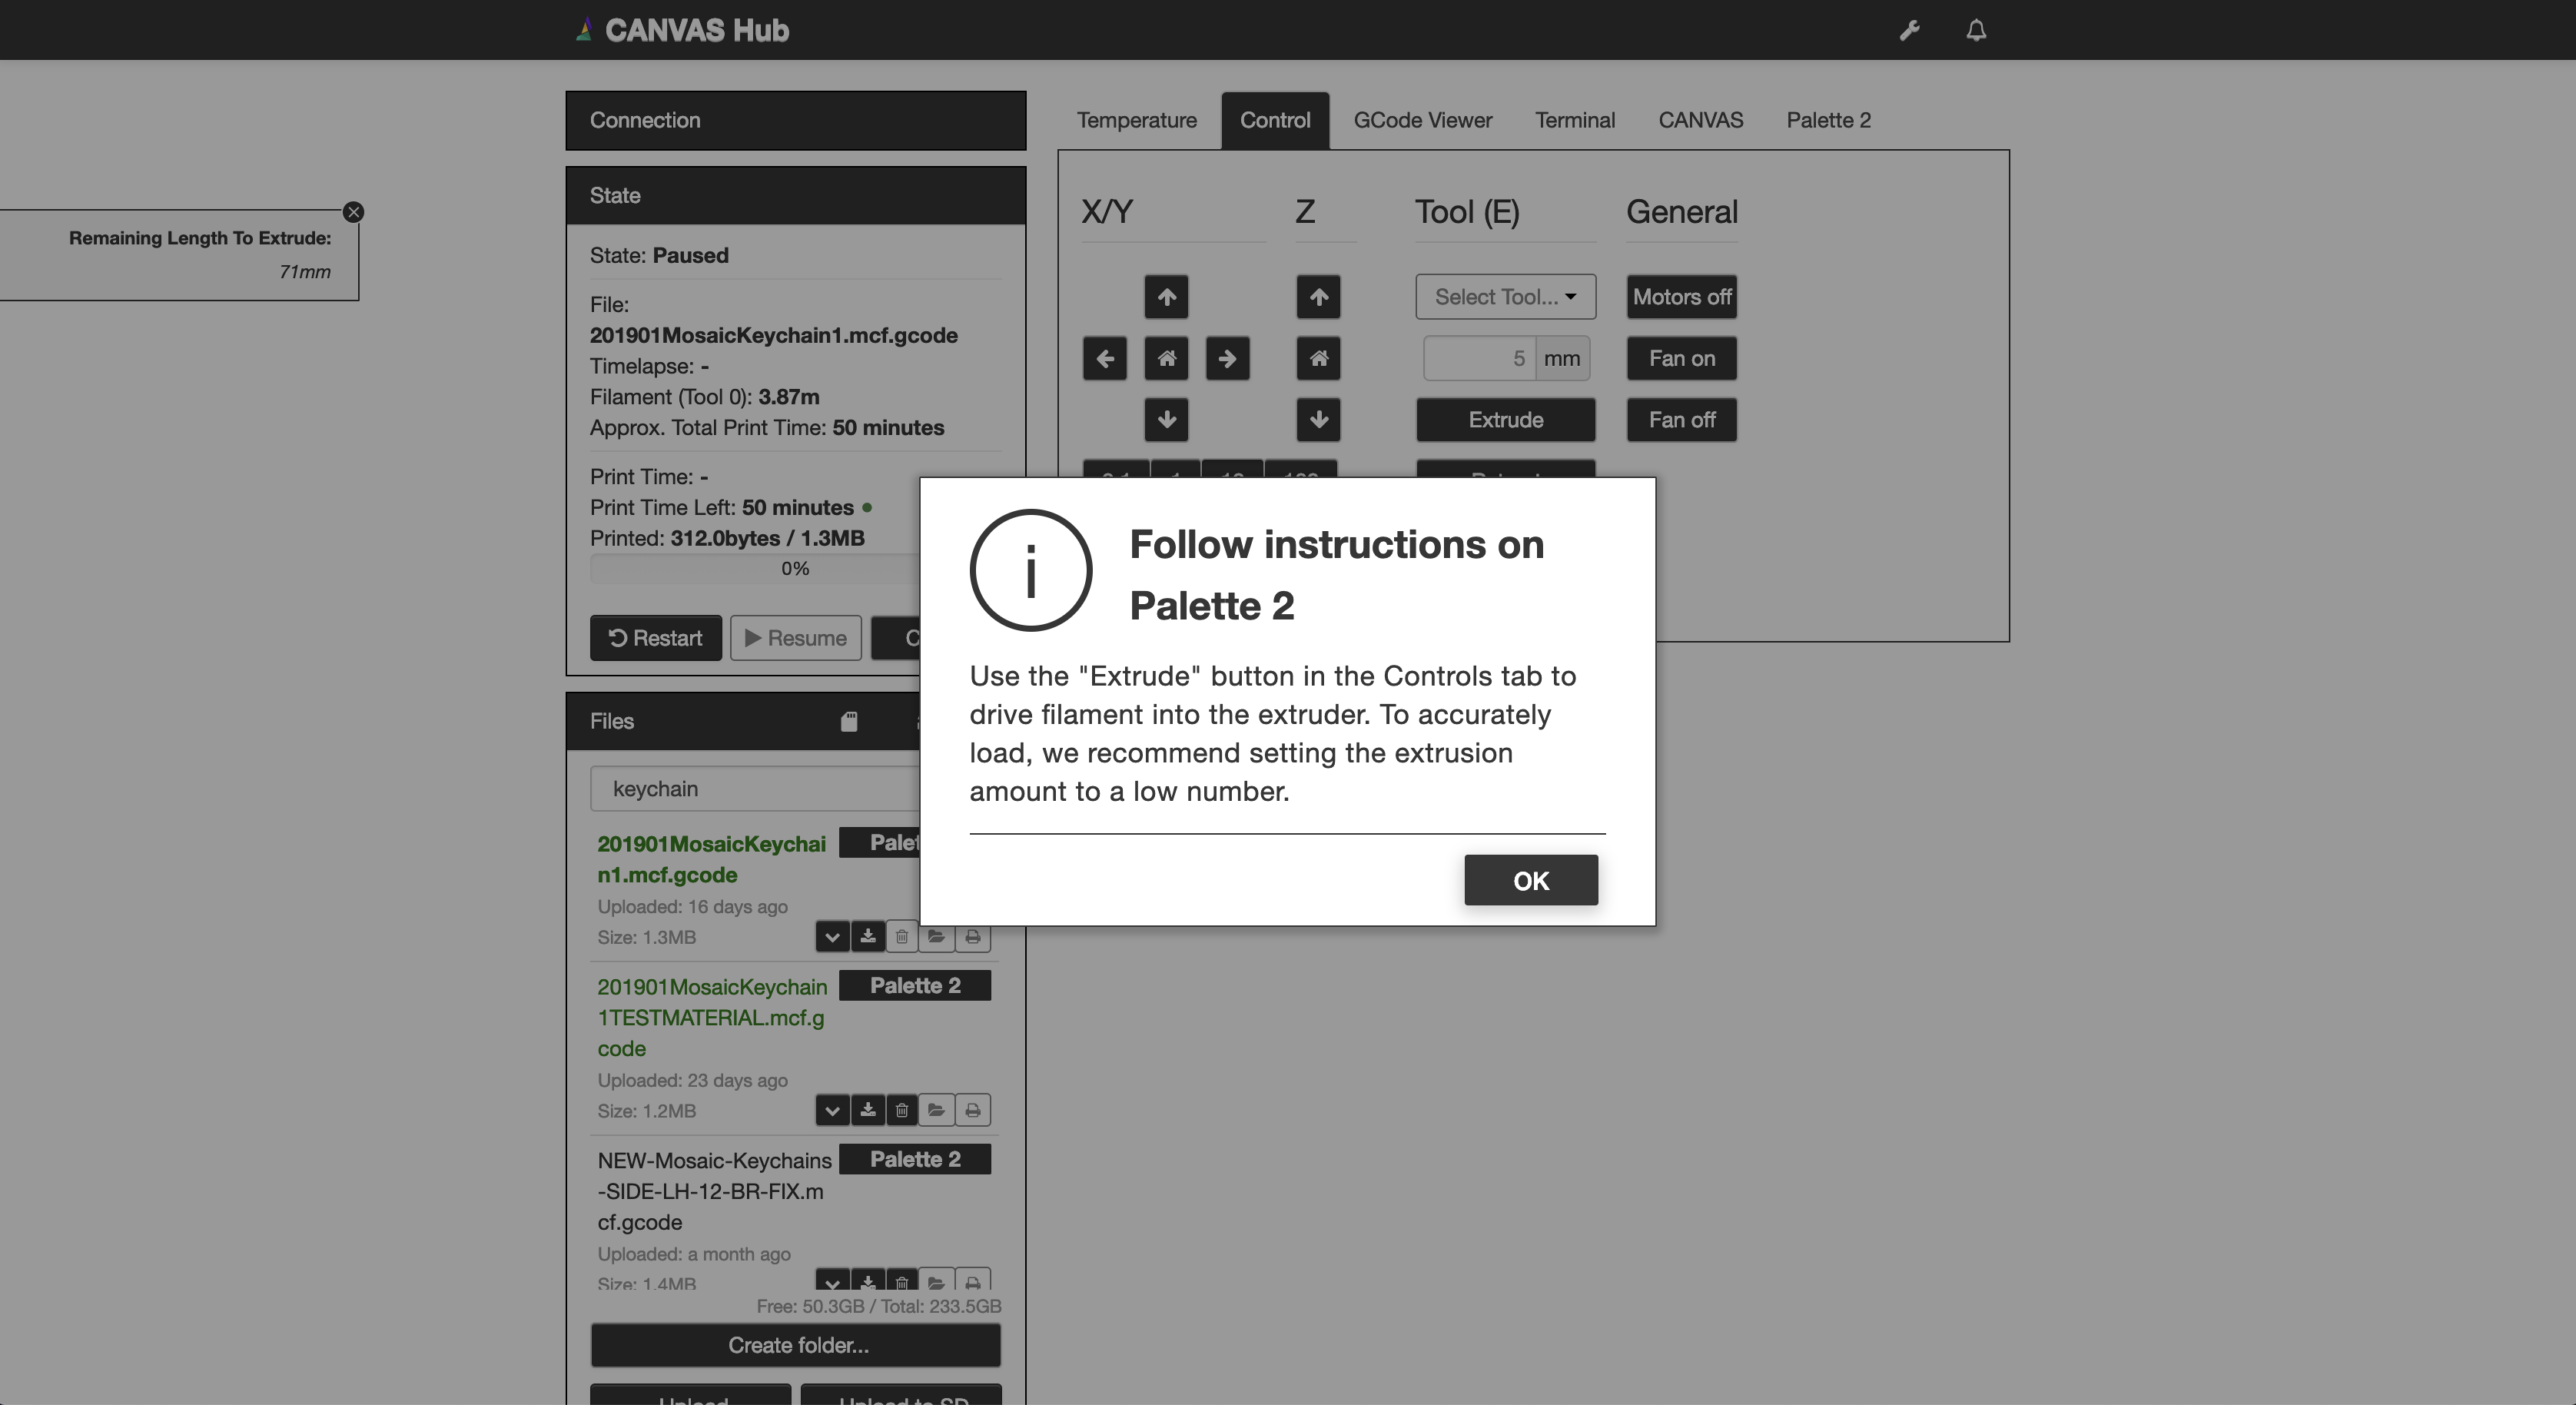 CANVAS Hub
Remaining Length To Extrude:
71mm
Connection
State
State: Paused
File:
201901MosaicKeychain1.mcf.gcode
Timelapse: -
Filament (Tool 0): 3.87m
Approx. Total Print Time: 50 minutes
Print Time: -
Print Time Left: 50 minutes
Printed: 312.0bytes / 1.3MB
0%
Restart
Resume
Files
keychain
201901MosaicKeychai
n1.mcf.gcode
Uploaded: 16 days ago
Size: 1.3MB
201901MosaicKeychain
1TESTMATERIAL.mcf.g
code
Palette 2
Uploaded: 23 days ago
Size: 1.2MB
NEW-Mosaic-Keychains
-SIDE-LH-12-BR-FIX.m
cf.gcode
Palette 2
Uploaded: a month ago
Size: 1.4MB
Free: 50.3GB / Total: 233.5GB
Create folder...
Temperature
Control
GCode Viewer
Terminal
CANVAS
Palette 2
X/Y
Z
Tool (E)
General
Select Tool...
5 mm
Extrude
Motors off
Fan on
Fan off
Follow instructions on
Palette 2
Use the "Extrude" button in the Controls tab to
drive filament into the extruder. To accurately
load, we recommend setting the extrusion
amount to a low number.
OK